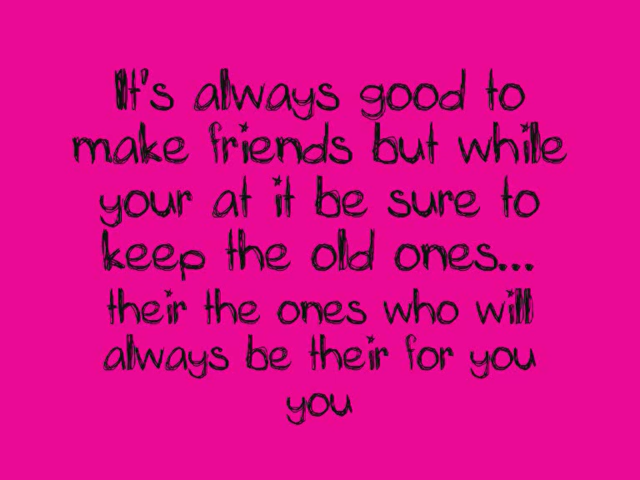 It's always good to
make friends but while
your at it be sure to
keep the old ones...
their the ones who will
always be their for you
you